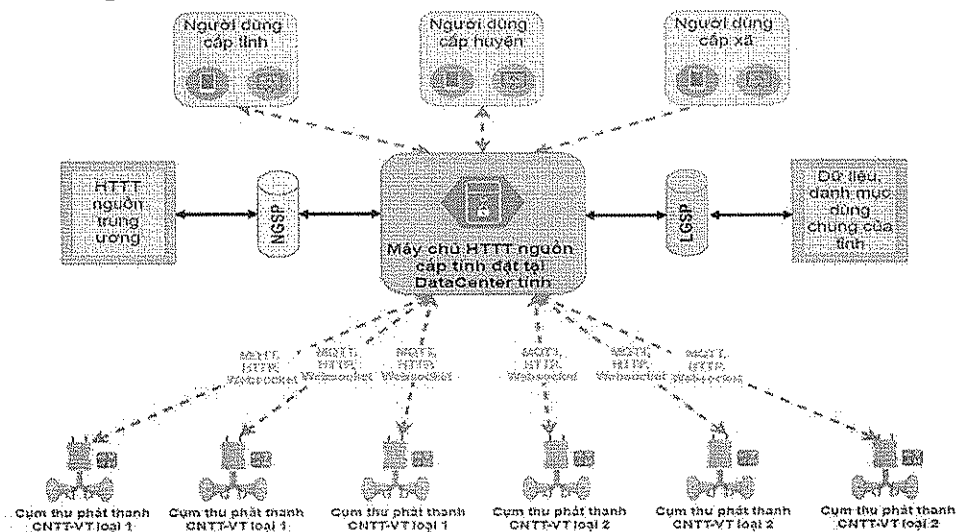 Người dùng
cấp tỉnh
Người dùng
cấp huyện
Người dùng
cấp xã
HTTT
nguồn
trung
ương
NGSP
Máy chủ HTTT nguồn
cấp tỉnh đặt tại
DataCenter tỉnh
LGSP
Dữ liệu,
danh mục
dùng
chung của
tỉnh
MQTT,
HTTP,
Websocket
MQTT,
HTTP,
Websocket
MQTT,
HTTP,
Websocket
MQTT,
HTTP,
Websocket
MQTT,
HTTP,
Websocket
MQTT,
HTTP,
Websocket
Cụm thu phát thanh
CNTT-VT loại 1
Cụm thu phát thanh
CNTT-VT loại 1
Cụm thu phát thanh
CNTT-VT loại 1
Cụm thu phát thanh
CNTT-VT loại 2
Cụm thu phát thanh
CNTT-VT loại 2
Cụm thu phát thanh
CNTT-VT loại 2